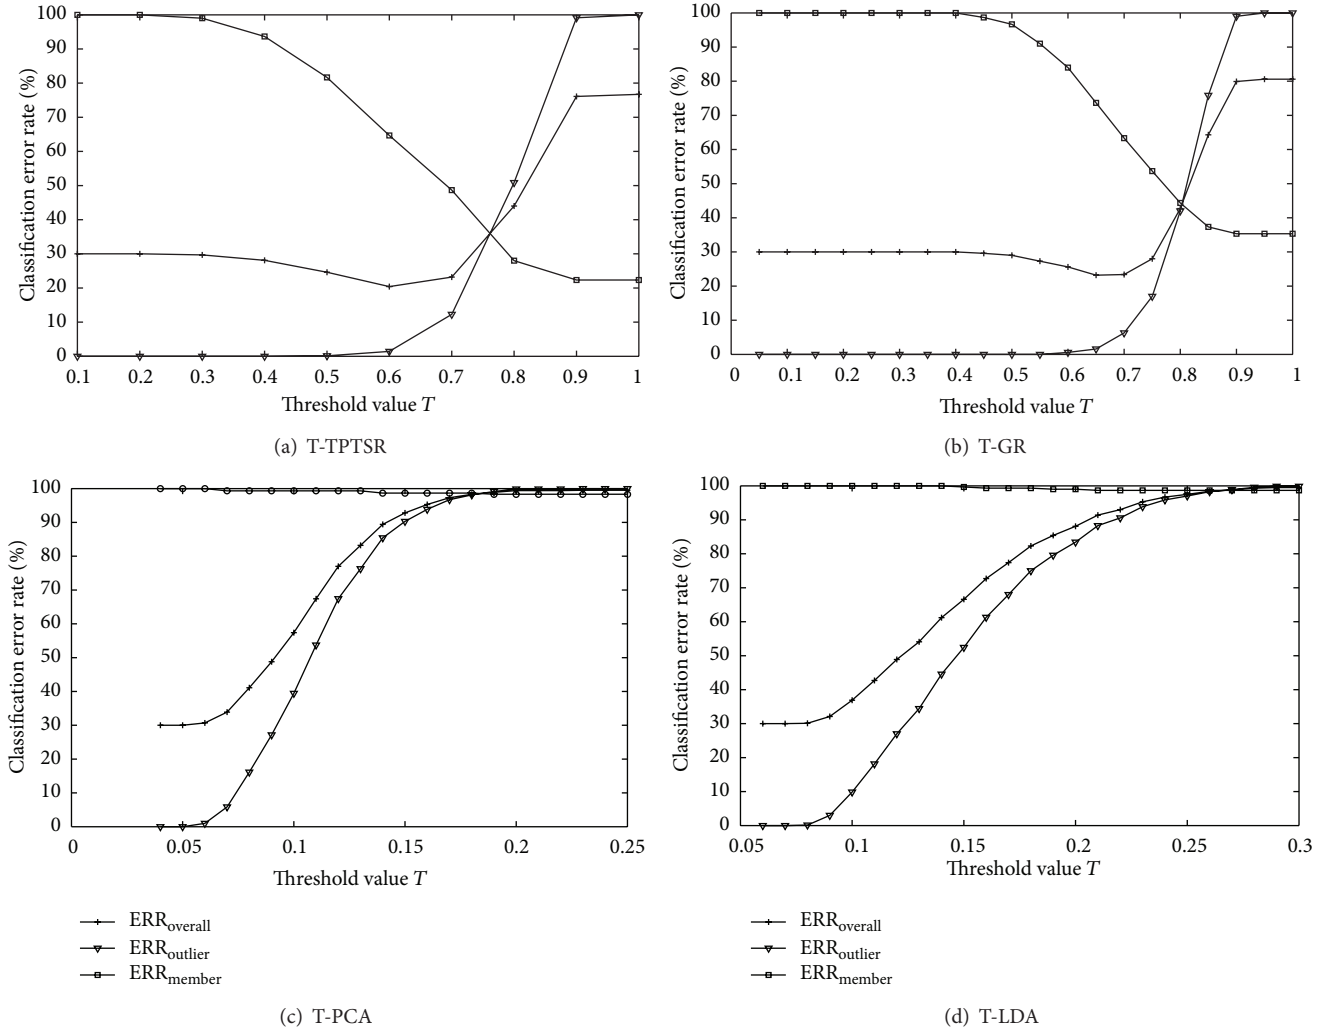 100
90
80
70
60
50
40
30
20
10
0
Classification error rate (%)
0.1 0.2 0.3 0.4 0.5 0.6 0.7 0.8 0.9 1
Threshold value T
(a) T-TPTSR
100
90
80
70
60
50
40
30
20
10
0
Classification error rate (%)
0 0.1 0.2 0.3 0.4 0.5 0.6 0.7 0.8 0.9 1
Threshold value T
(b) T-GR
100
90
80
70
60
50
40
30
20
10
0
Classification error rate (%)
0 0.05 0.1 0.15 0.2 0.25
Threshold value T
ERRoverall
ERRoutlier
ERRmember
(c) T-PCA
100
90
80
70
60
50
40
30
20
10
0
Classification error rate (%)
0.05 0.1 0.15 0.2 0.25 0.3
Threshold value T
ERRoverall
ERRoutlier
ERRmember
(d) T-LDA